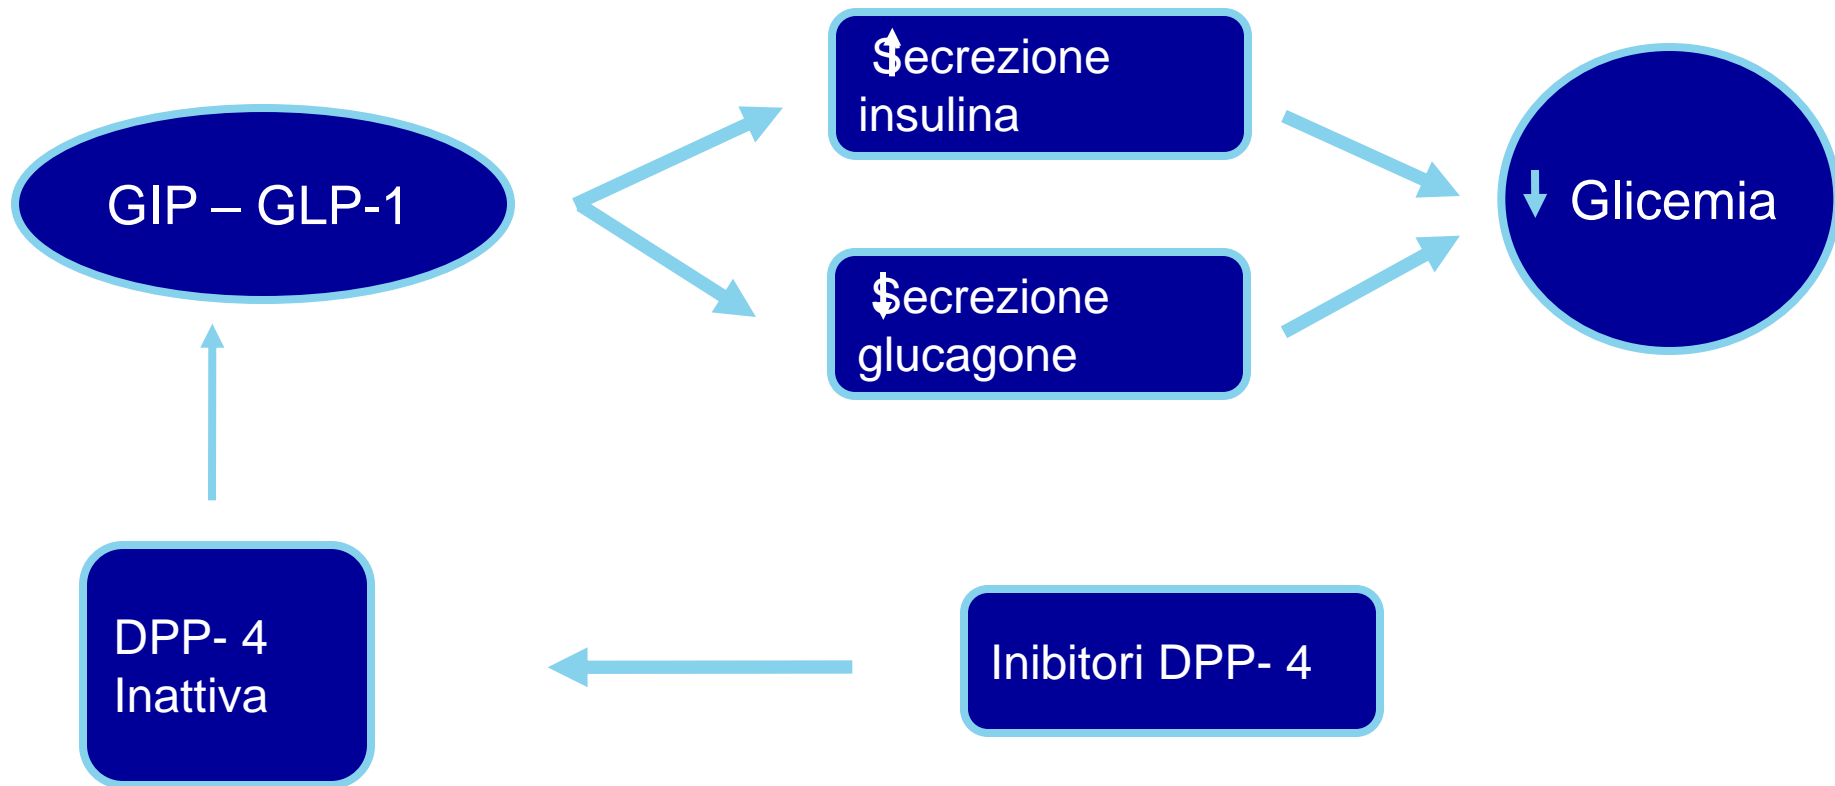 Secrezione
insulina
GIP – GLP-1
Glicemia
Secrezione
glucagone
DPP- 4
Inattiva
Inibitori DPP- 4